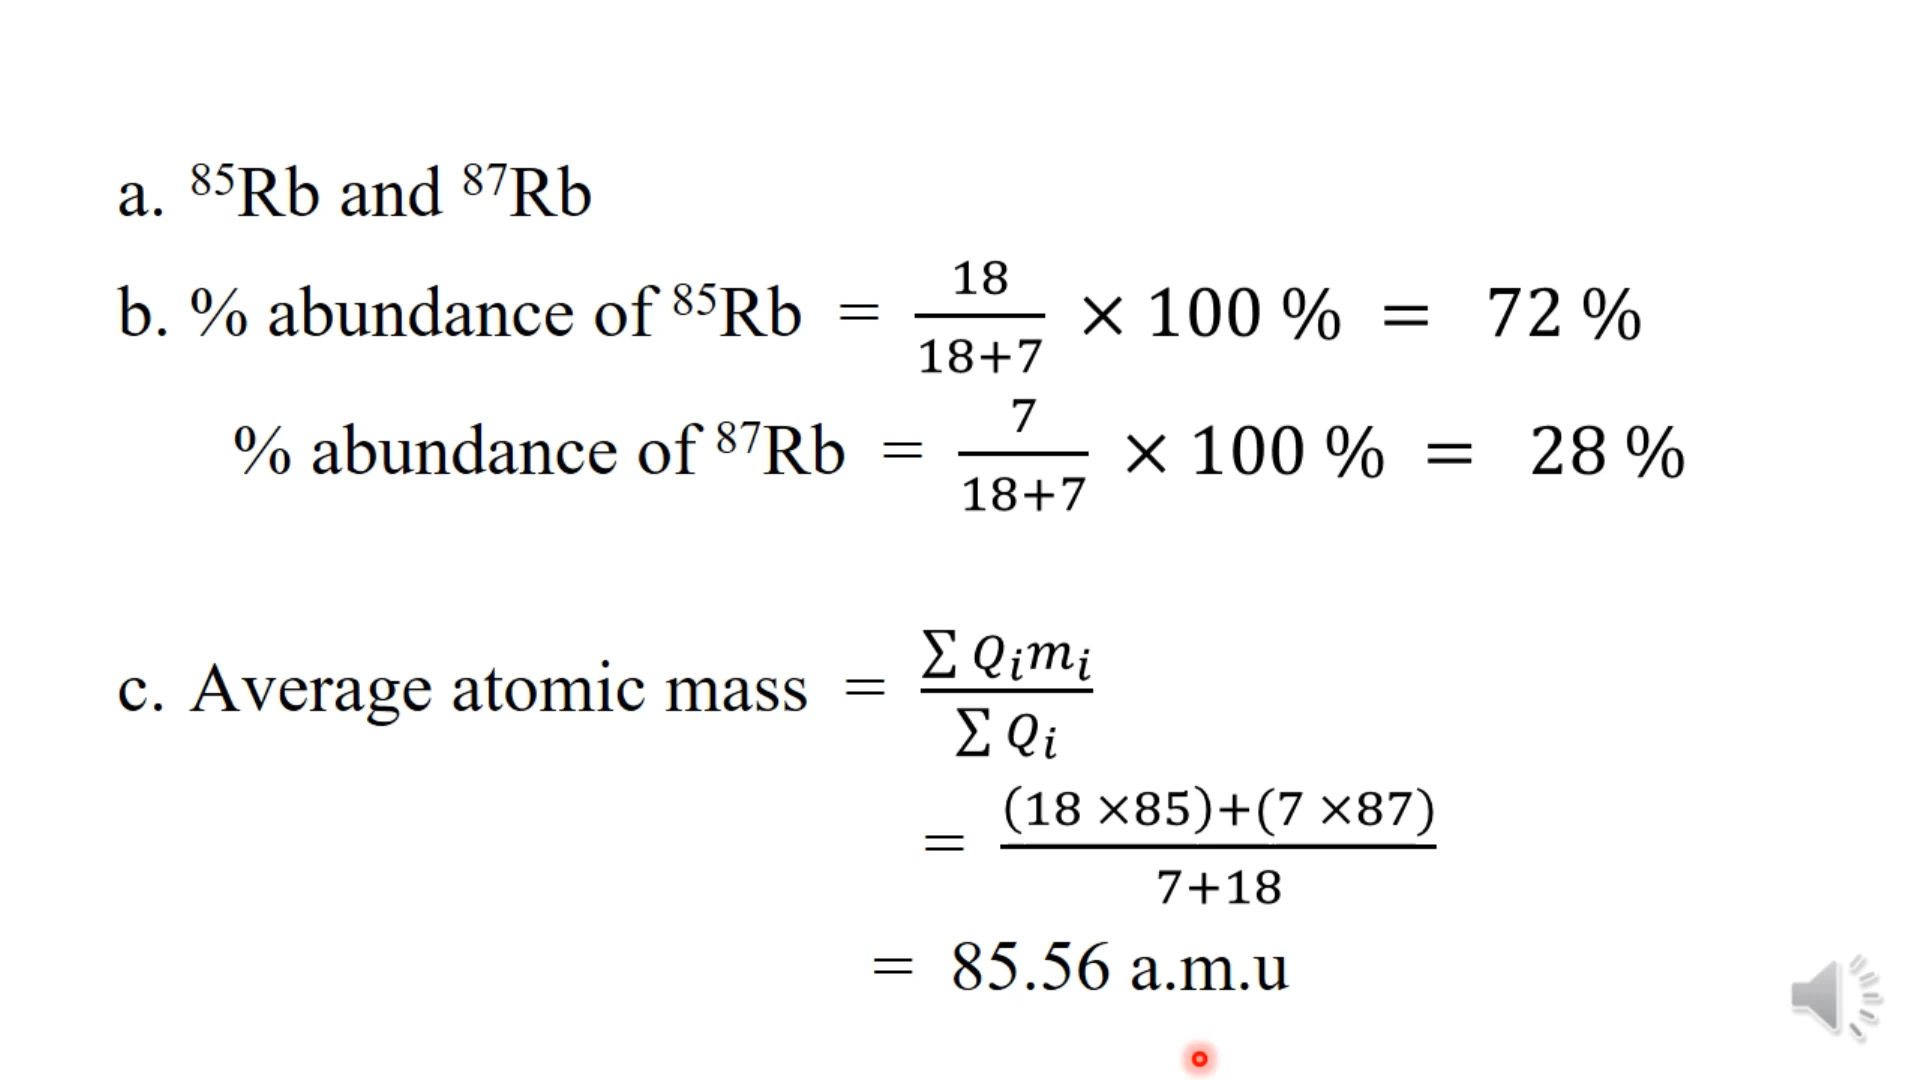 a. ⁸⁵Rb and ⁸⁷Rb
b. % abundance of ⁸⁵Rb = 18/(18+7) × 100 % = 72 %
% abundance of ⁸⁷Rb = 7/(18+7) × 100 % = 28 %
c. Average atomic mass = ∑ Qᵢmᵢ / ∑ Qᵢ
= ((18 ×85)+(7 ×87)) / (7+18)
= 85.56 a.m.u